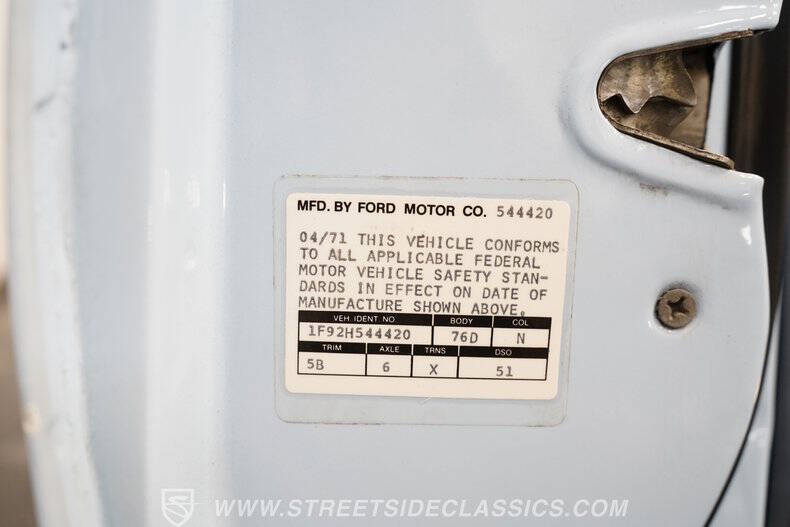 MFD. BY FORD MOTOR CO. 544420
04/71 THIS VEHICLE CONFORMS
TO ALL APPLICABLE FEDERAL
MOTOR VEHICLE SAFETY STAN-
DARDS IN EFFECT ON DATE OF
MANUFACTURE SHOWN ABOVE.
VEH. IDENT. NO. BODY COL
1F92H544420 76D N
TRIM AXLE TRNS DSO
5B 6 X 51
WWW.STREETSIDECLASSICS.COM